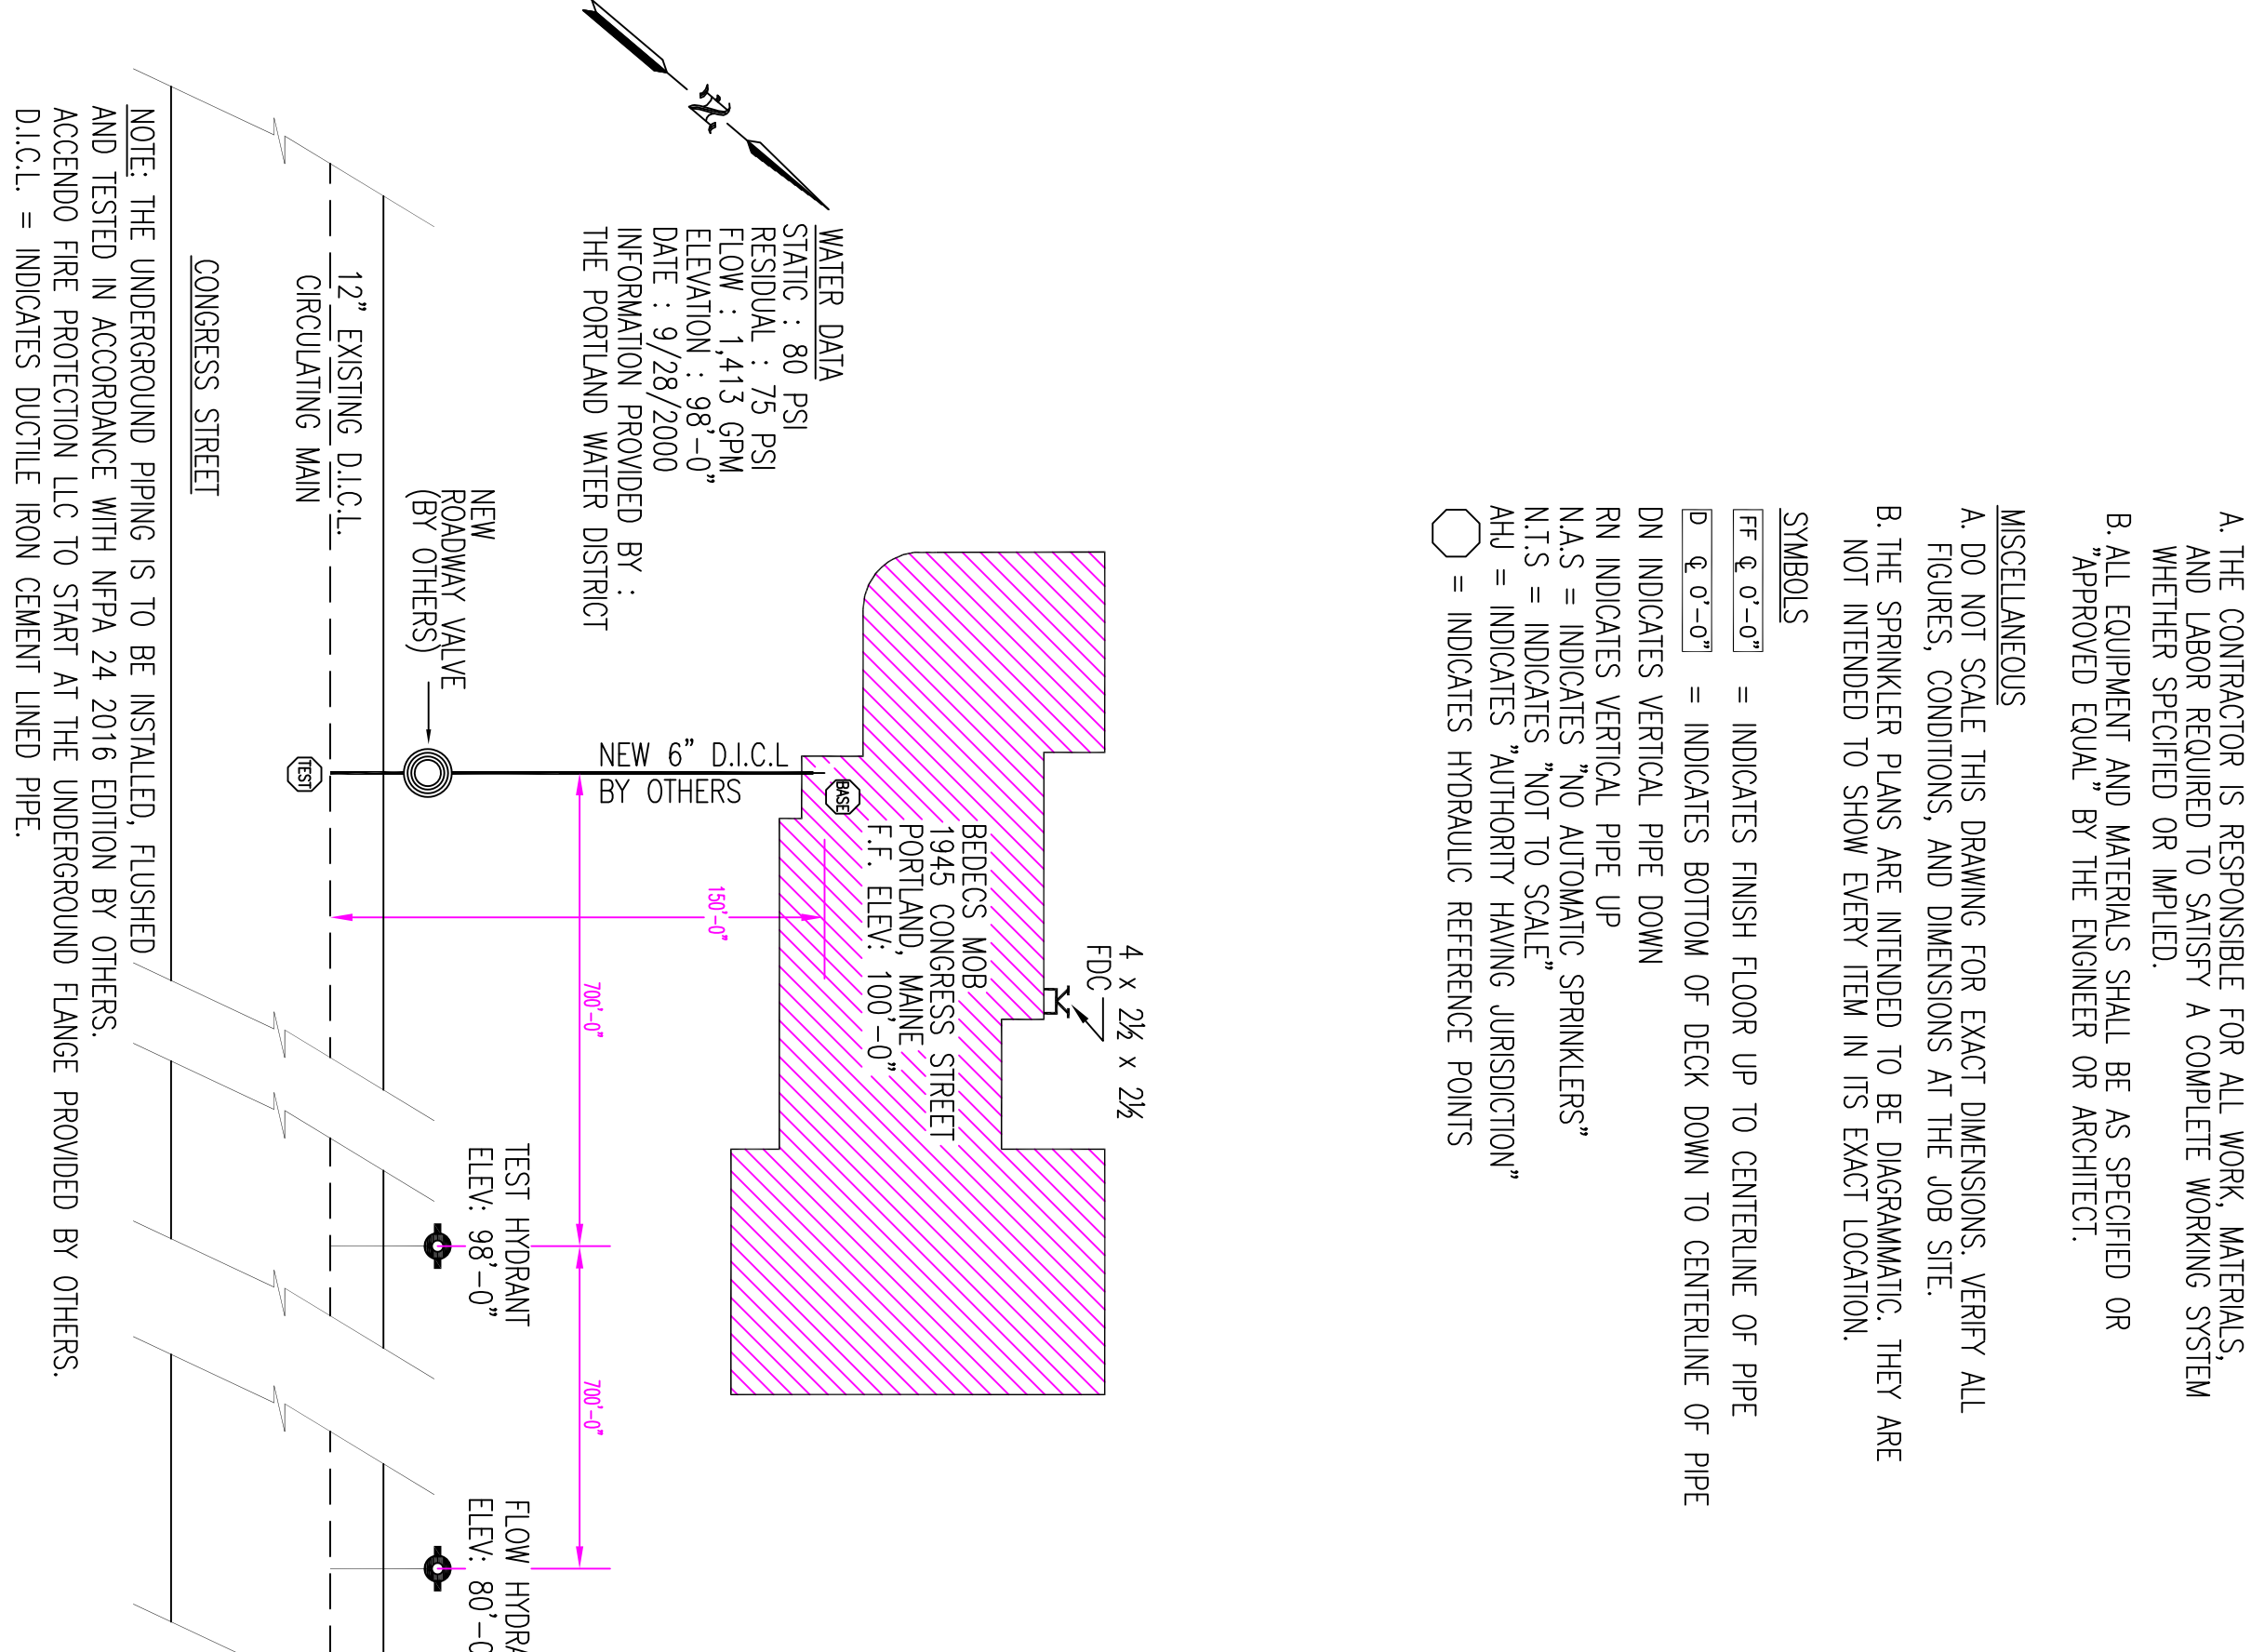 A. THE CONTRACTOR IS RESPONSIBLE FOR ALL WORK, MATERIALS,
AND LABOR REQUIRED TO SATISFY A COMPLETE WORKING SYSTEM
WHETHER SPECIFIED OR IMPLIED.
B. ALL EQUIPMENT AND MATERIALS SHALL BE AS SPECIFIED OR
"APPROVED EQUAL" BY THE ENGINEER OR ARCHITECT.
MISCELLANEOUS
A. DO NOT SCALE THIS DRAWING FOR EXACT DIMENSIONS. VERIFY ALL
FIGURES, CONDITIONS, AND DIMENSIONS AT THE JOB SITE.
B. THE SPRINKLER PLANS ARE INTENDED TO BE DIAGRAMMATIC. THEY ARE
NOT INTENDED TO SHOW EVERY ITEM IN ITS EXACT LOCATION.
SYMBOLS
FF ℄ 0'-0" = INDICATES FINISH FLOOR UP TO CENTERLINE OF PIPE
D ℄ 0'-0" = INDICATES BOTTOM OF DECK DOWN TO CENTERLINE OF PIPE
DN INDICATES VERTICAL PIPE DOWN
RN INDICATES VERTICAL PIPE UP
N.A.S = INDICATES "NO AUTOMATIC SPRINKLERS"
N.T.S = INDICATES "NOT TO SCALE"
AHJ = INDICATES "AUTHORITY HAVING JURISDICTION"
= INDICATES HYDRAULIC REFERENCE POINTS
4 x 2½ x 2½
FDC
BEDECS MOB
1945 CONGRESS STREET
PORTLAND, MAINE
F.F. ELEV: 100'-0"
BASE
WATER DATA
STATIC : 80 PSI
RESIDUAL : 75 PSI
FLOW : 1,413 GPM
ELEVATION : 98'-0"
DATE : 9/28/2000
INFORMATION PROVIDED BY :
THE PORTLAND WATER DISTRICT
NEW 6" D.I.C.L
BY OTHERS
150'-0"
700'-0"
700'-0"
NEW
ROADWAY VALVE
(BY OTHERS)
TEST HYDRANT
ELEV: 98'-0"
FLOW HYDRA
ELEV: 80'-0
12" EXISTING D.I.C.L.
CIRCULATING MAIN
TEST
CONGRESS STREET
NOTE: THE UNDERGROUND PIPING IS TO BE INSTALLED, FLUSHED
AND TESTED IN ACCORDANCE WITH NFPA 24 2016 EDITION BY OTHERS.
ACCENDO FIRE PROTECTION LLC TO START AT THE UNDERGROUND FLANGE PROVIDED BY OTHERS.
D.I.C.L. = INDICATES DUCTILE IRON CEMENT LINED PIPE.
N